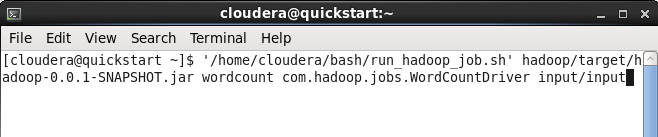 cloudera@quickstart:~
File Edit View Search Terminal Help
[cloudera@quickstart ~]$ '/home/cloudera/bash/run_hadoop_job.sh' hadoop/target/h
adoop-0.0.1-SNAPSHOT.jar wordcount com.hadoop.jobs.WordCountDriver input/input